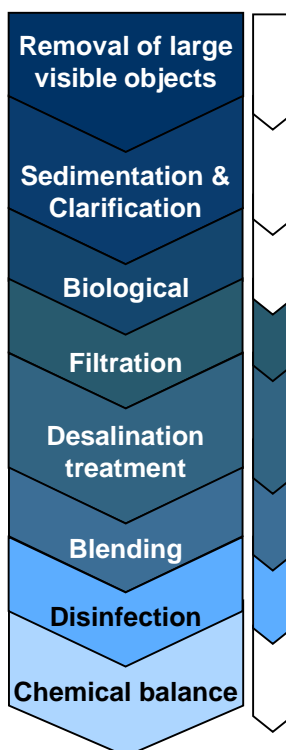 Removal of large
visible objects
Sedimentation &
Clarification
Biological
Filtration
Desalination
treatment
Blending
Disinfection
Chemical balance